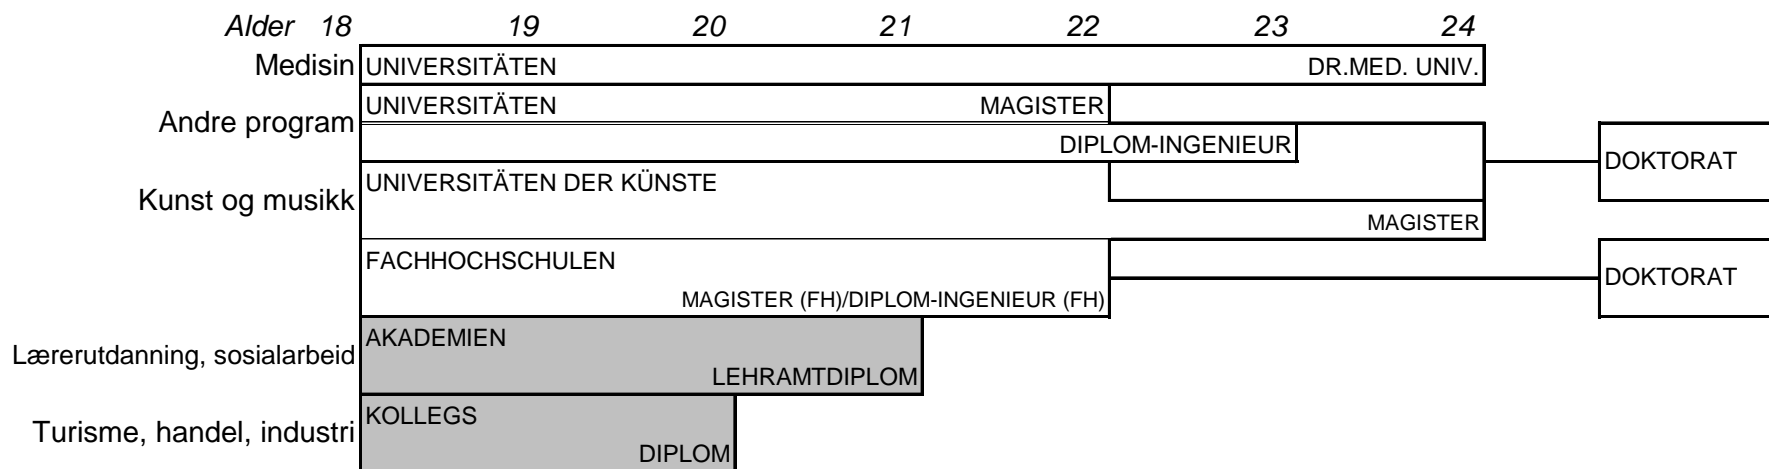 Alder 18 19 20 21 22 23 24
Medisin UNIVERSITÄTEN DR.MED. UNIV.
UNIVERSITÄTEN MAGISTER
Andre program
DIPLOM-INGENIEUR
DOKTORAT
UNIVERSITÄTEN DER KÜNSTE
Kunst og musikk
MAGISTER
FACHHOCHSCHULEN
DOKTORAT
MAGISTER (FH)/DIPLOM-INGENIEUR (FH)
AKADEMIEN
Lærerutdanning, sosialarbeid
LEHRAMTDIPLOM
KOLLEGS
Turisme, handel, industri
DIPLOM